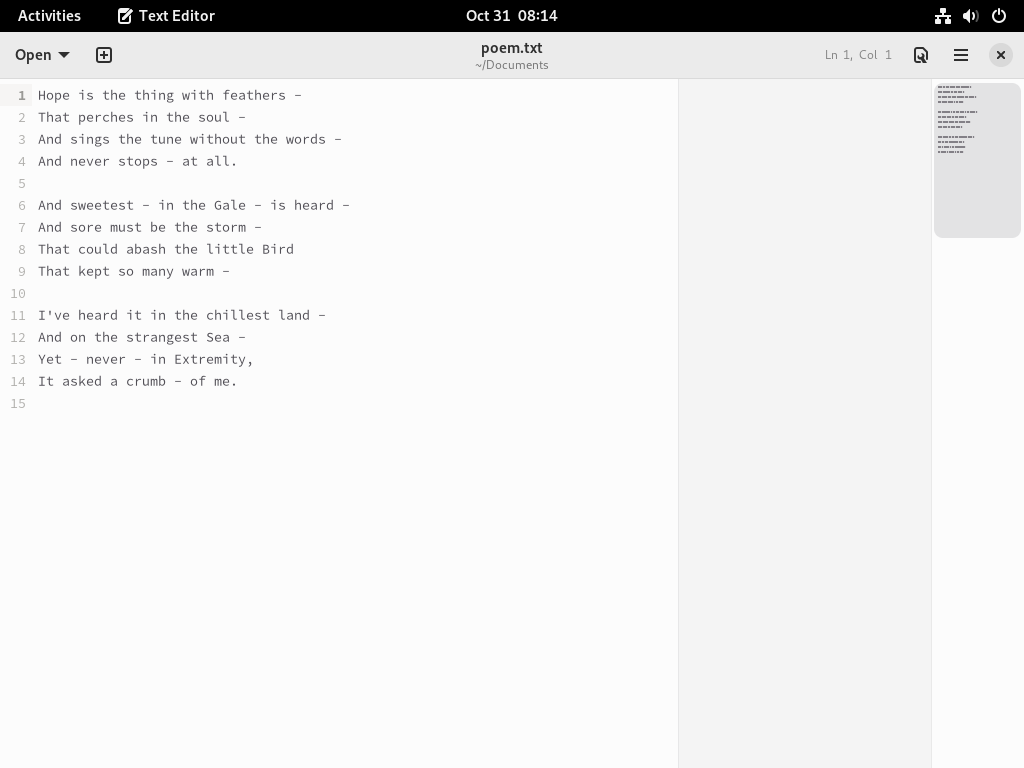 Activities
Text Editor
Oct 31 08:14
Open
poem.txt
~/Documents
Ln 1, Col 1
1 Hope is the thing with feathers –
2 That perches in the soul –
3 And sings the tune without the words –
4 And never stops – at all.
5
6 And sweetest – in the Gale – is heard –
7 And sore must be the storm –
8 That could abash the little Bird
9 That kept so many warm –
10
11 I've heard it in the chillest land –
12 And on the strangest Sea –
13 Yet – never – in Extremity,
14 It asked a crumb – of me.
15